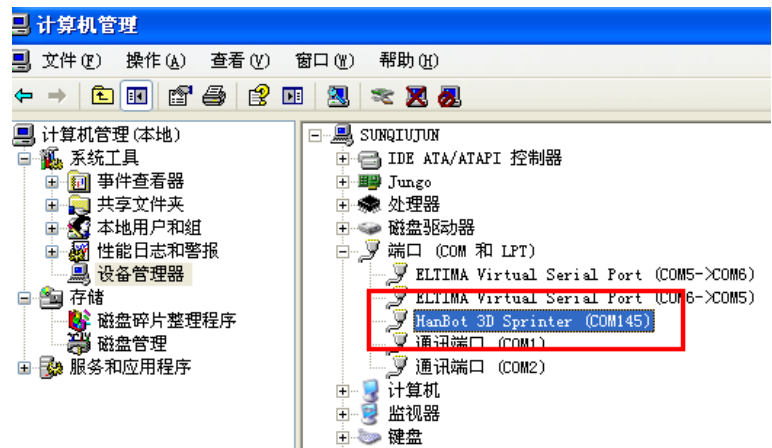 计算机管理
文件(F) 操作(A) 查看(V) 窗口(W) 帮助(H)
计算机管理(本地)
系统工具
事件查看器
共享文件夹
本地用户和组
性能日志和警报
设备管理器
存储
磁盘碎片整理程序
磁盘管理
服务和应用程序
SUNQIUJUN
IDE ATA/ATAPI 控制器
Jungo
处理器
磁盘驱动器
端口 (COM 和 LPT)
ELTIMA Virtual Serial Port (COM5->COM6)
ELTIMA Virtual Serial Port (COM6->COM5)
HanBot 3D Sprinter (COM145)
通讯端口 (COM1)
通讯端口 (COM2)
计算机
监视器
键盘